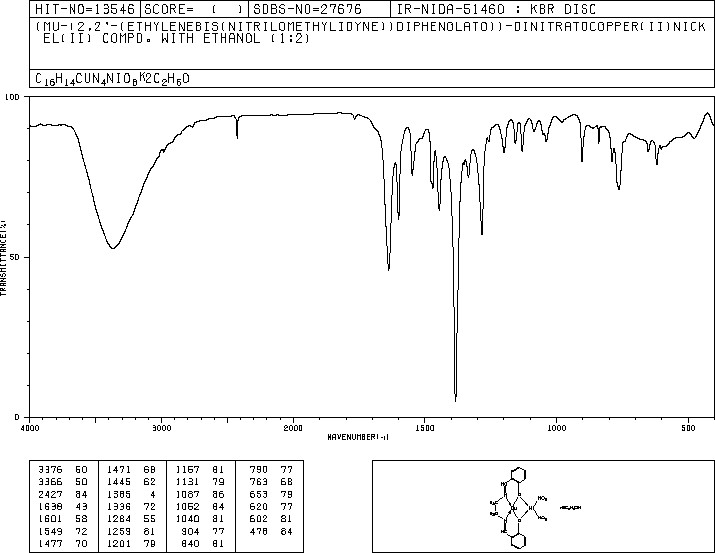 HIT-NO=13546 SCORE= ( ) SDBS-NO=27676 IR-NIDA-51460 : KBR DISC
(MU-(2,2'-(ETHYLENEBIS(NITRILOMETHYLIDYNE))DIPHENOLATO))-DINITRATOCOPPER(II)NICK
EL(II) COMPD. WITH ETHANOL (1:2)
C16H14CUN4NIO8*2C2H6O
100
50
0
TRANSMITTANCE(%)
4000 3000 2000 1500 1000 500
WAVENUMBER(-1)
3376 50 1471 68 1157 81 790 77
3366 50 1445 62 1131 79 763 68
2427 84 1385 4 1087 86 653 79
1638 43 1336 72 1052 84 620 77
1601 58 1284 55 1040 81 602 81
1549 72 1259 81 904 77 478 84
1477 70 1201 79 840 81